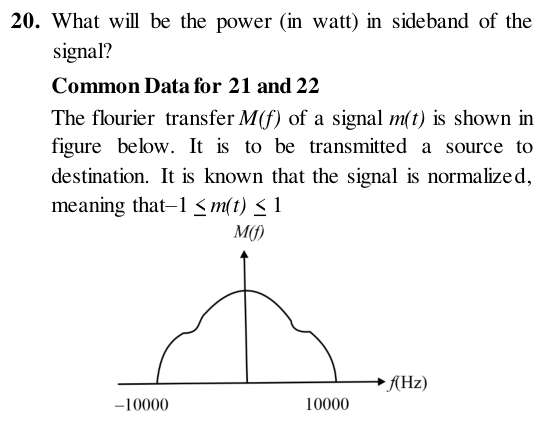 20. What will be the power (in watt) in sideband of the
signal?
Common Data for 21 and 22
The flourier transfer M(f) of a signal m(t) is shown in
figure below. It is to be transmitted a source to
destination. It is known that the signal is normalized,
meaning that–1 ≤ m(t) ≤ 1
M(f)
f(Hz)
–10000 10000